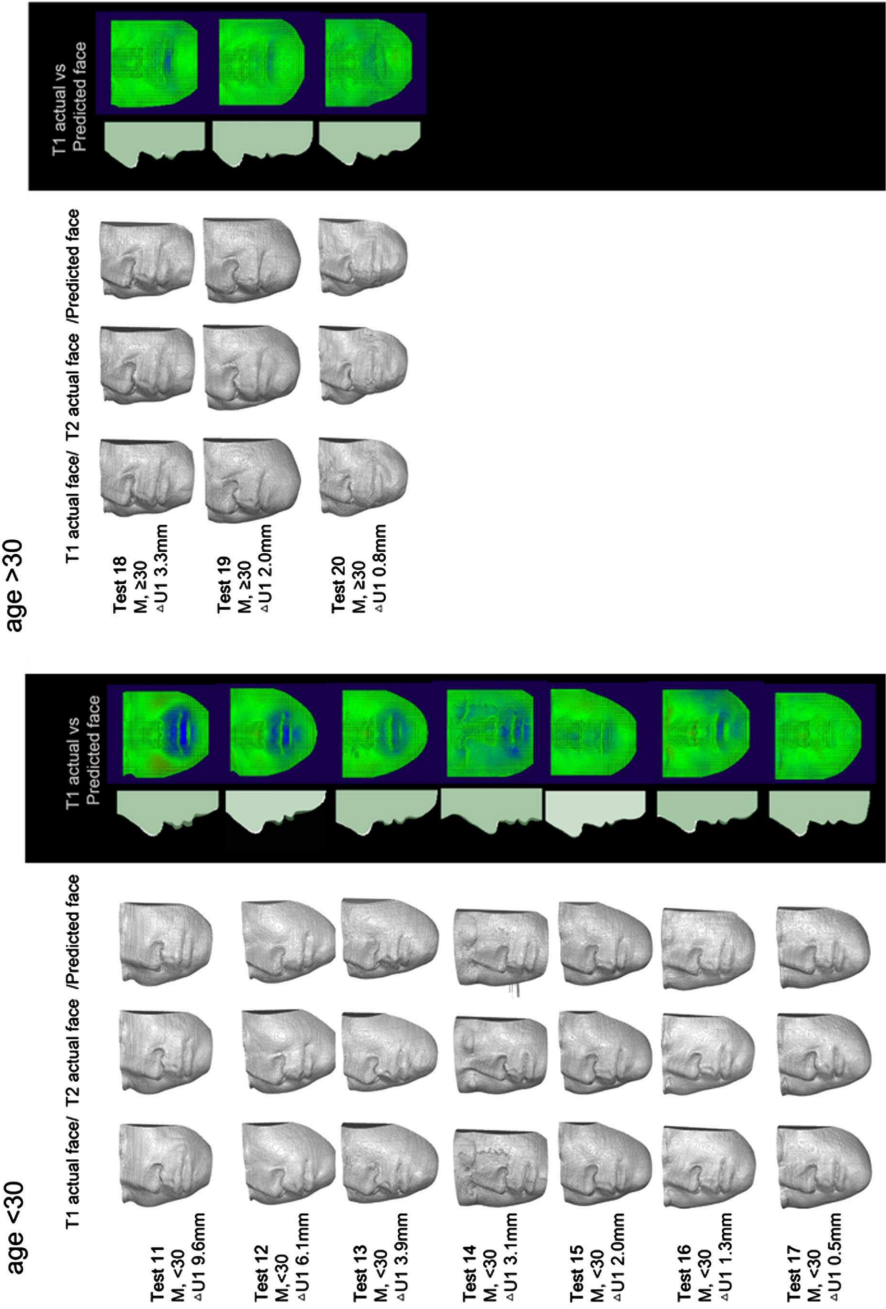 age <30
T1 actual face/ T2 actual face /Predicted face
T1 actual vs
Predicted face
Test 11
M, <30
△U1 9.6mm
Test 12
M, <30
△U1 6.1mm
Test 13
M, <30
△U1 3.9mm
Test 14
M, <30
△U1 3.1mm
Test 15
M, <30
△U1 2.0mm
Test 16
M, <30
△U1 1.3mm
Test 17
M, <30
△U1 0.5mm
age >30
T1 actual face/ T2 actual face /Predicted face
T1 actual vs
Predicted face
Test 18
M, ≥30
△U1 3.3mm
Test 19
M, ≥30
△U1 2.0mm
Test 20
M, ≥30
△U1 0.8mm